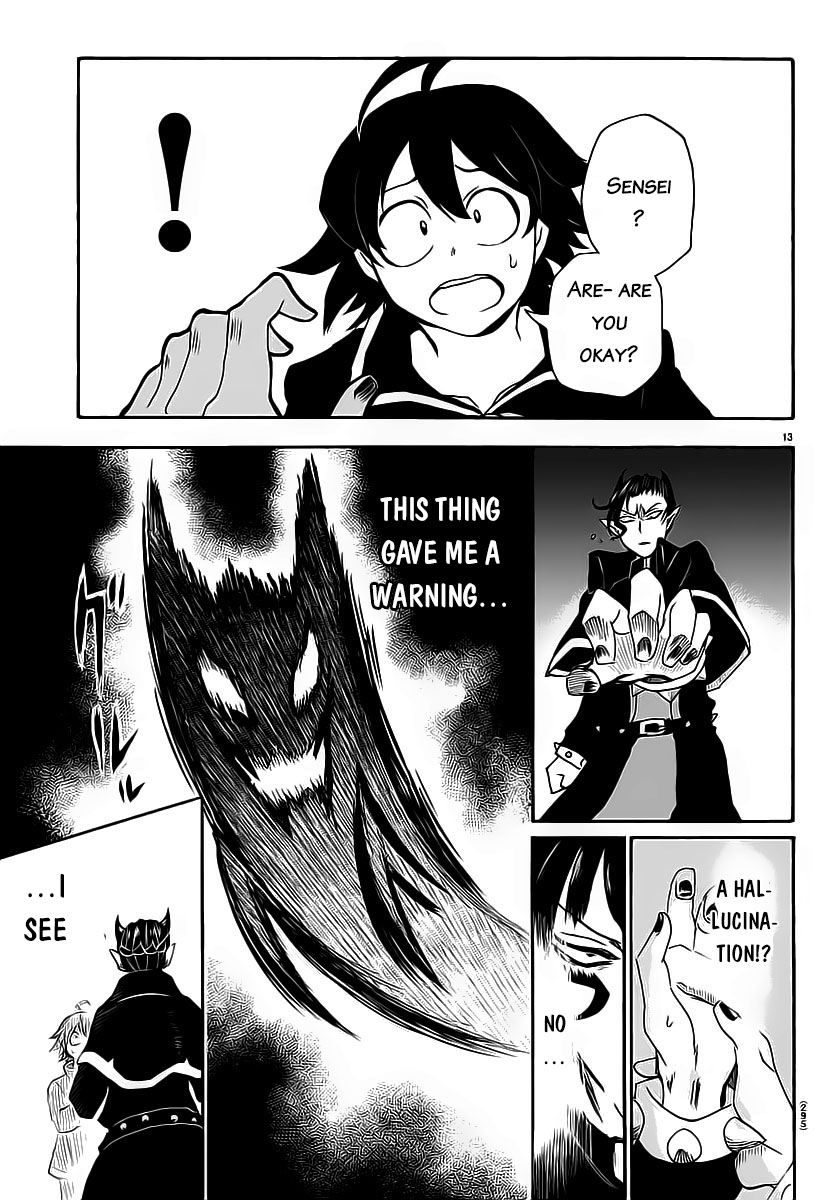 !
SENSEI
?
ARE- ARE
YOU
OKAY?
13
A HAL-
LUCINA-
TION!?
NO
...
THIS THING
GAVE ME A
WARNING...
グルル
...I
SEE
(295)